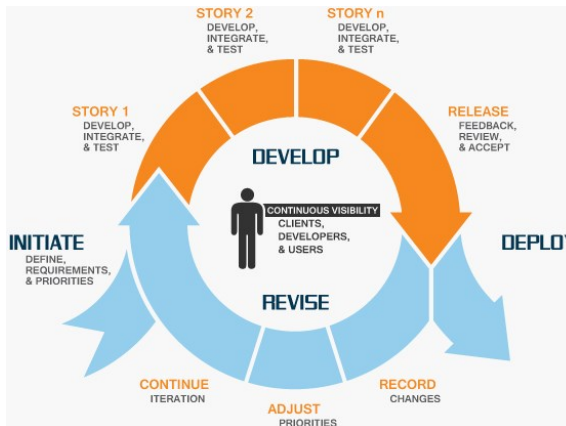 STORY 2
DEVELOP,
INTEGRATE,
& TEST
STORY n
DEVELOP,
INTEGRATE,
& TEST
STORY 1
DEVELOP,
INTEGRATE,
& TEST
RELEASE
FEEDBACK,
REVIEW,
& ACCEPT
DEVELOP
CONTINUOUS VISIBILITY
CLIENTS,
DEVELOPERS,
& USERS
INITIATE
DEFINE,
REQUIREMENTS,
& PRIORITIES
DEPLOY
REVISE
CONTINUE
ITERATION
ADJUST
PRIORITIES
RECORD
CHANGES